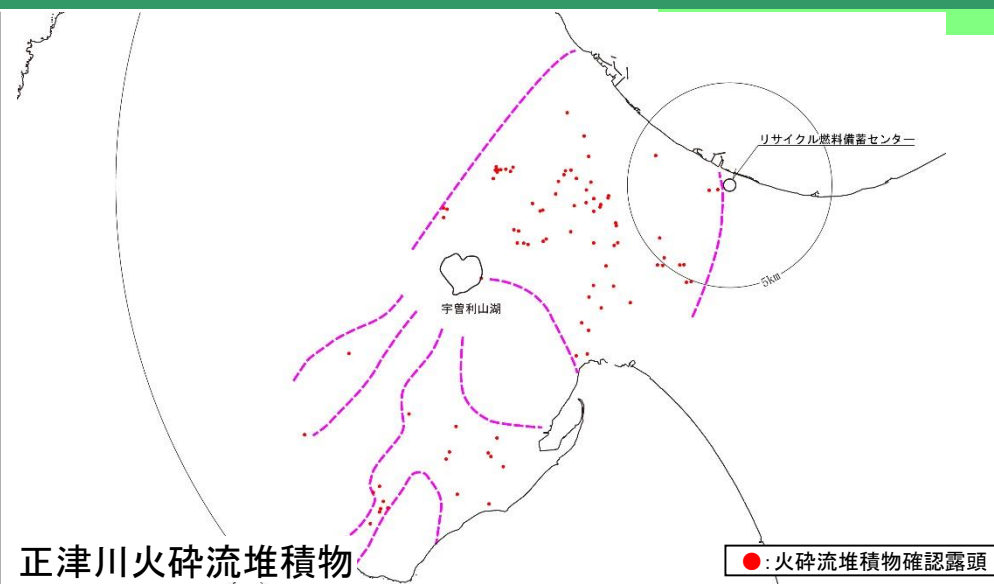 リサイクル燃料備蓄センター
5km
宇曽利山湖
正津川火砕流堆積物
●：火砕流堆積物確認露頭